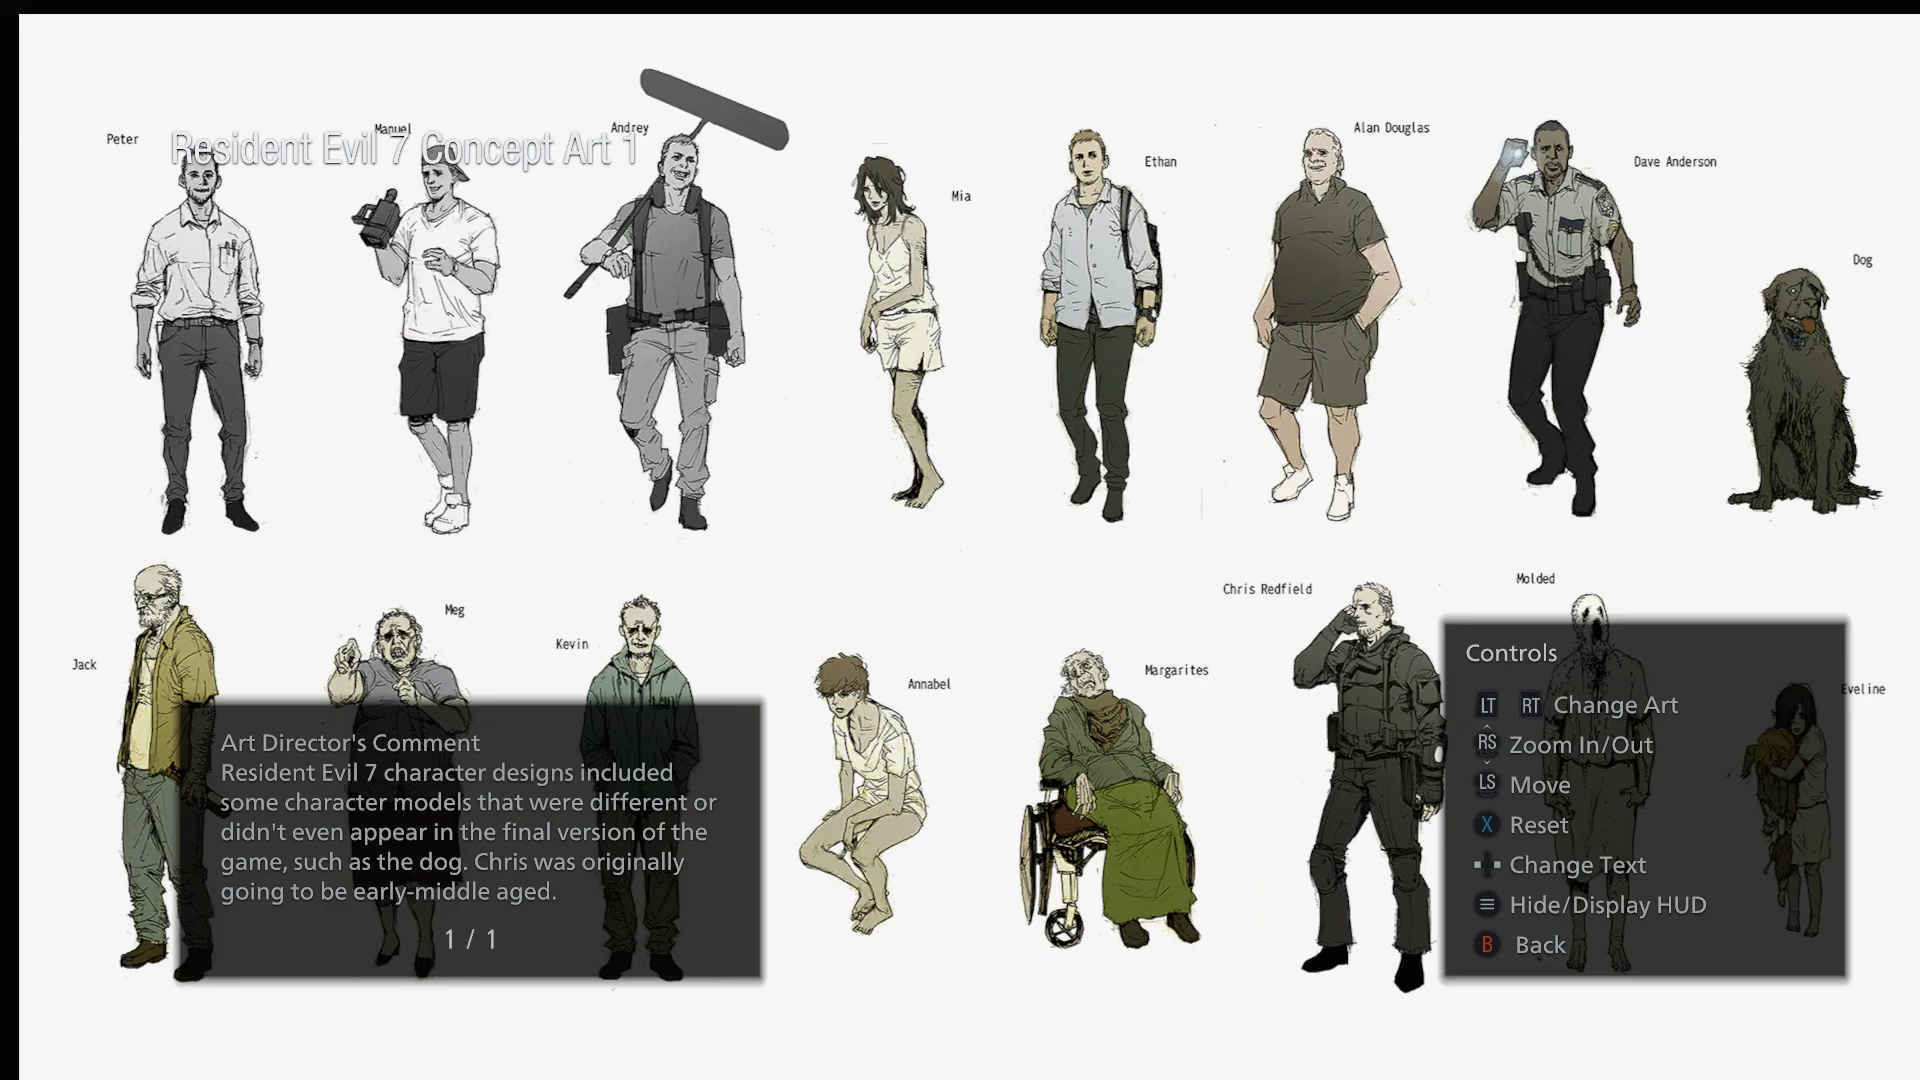 Peter
Manuel
Andrey
Resident Evil 7 Concept Art 1
Mia
Ethan
Alan Douglas
Dave Anderson
Dog
Jack
Meg
Kevin
Annabel
Margarites
Chris Redfield
Molded
Eveline
Art Director's Comment
Resident Evil 7 character designs included
some character models that were different or
didn't even appear in the final version of the
game, such as the dog. Chris was originally
going to be early-middle aged.
1 / 1
Controls
LT RT Change Art
RS Zoom In/Out
LS Move
X Reset
Change Text
Hide/Display HUD
B Back